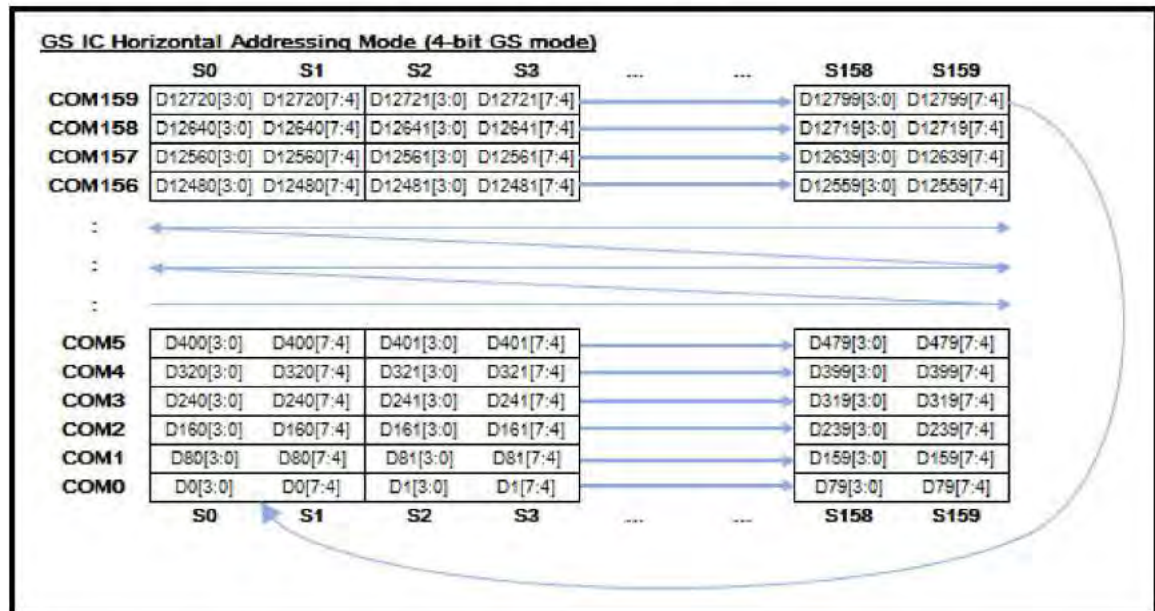 GS IC Horizontal Addressing Mode (4-bit GS mode)
S0 S1 S2 S3 ... ... S158 S159
COM159 D12720[3:0] D12720[7:4] D12721[3:0] D12721[7:4] D12799[3:0] D12799[7:4]
COM158 D12640[3:0] D12640[7:4] D12641[3:0] D12641[7:4] D12719[3:0] D12719[7:4]
COM157 D12560[3:0] D12560[7:4] D12561[3:0] D12561[7:4] D12639[3:0] D12639[7:4]
COM156 D12480[3:0] D12480[7:4] D12481[3:0] D12481[7:4] D12559[3:0] D12559[7:4]
:
:
:
COM5 D400[3:0] D400[7:4] D401[3:0] D401[7:4] D479[3:0] D479[7:4]
COM4 D320[3:0] D320[7:4] D321[3:0] D321[7:4] D399[3:0] D399[7:4]
COM3 D240[3:0] D240[7:4] D241[3:0] D241[7:4] D319[3:0] D319[7:4]
COM2 D160[3:0] D160[7:4] D161[3:0] D161[7:4] D239[3:0] D239[7:4]
COM1 D80[3:0] D80[7:4] D81[3:0] D81[7:4] D159[3:0] D159[7:4]
COM0 D0[3:0] D0[7:4] D1[3:0] D1[7:4] D79[3:0] D79[7:4]
S0 S1 S2 S3 ... ... S158 S159